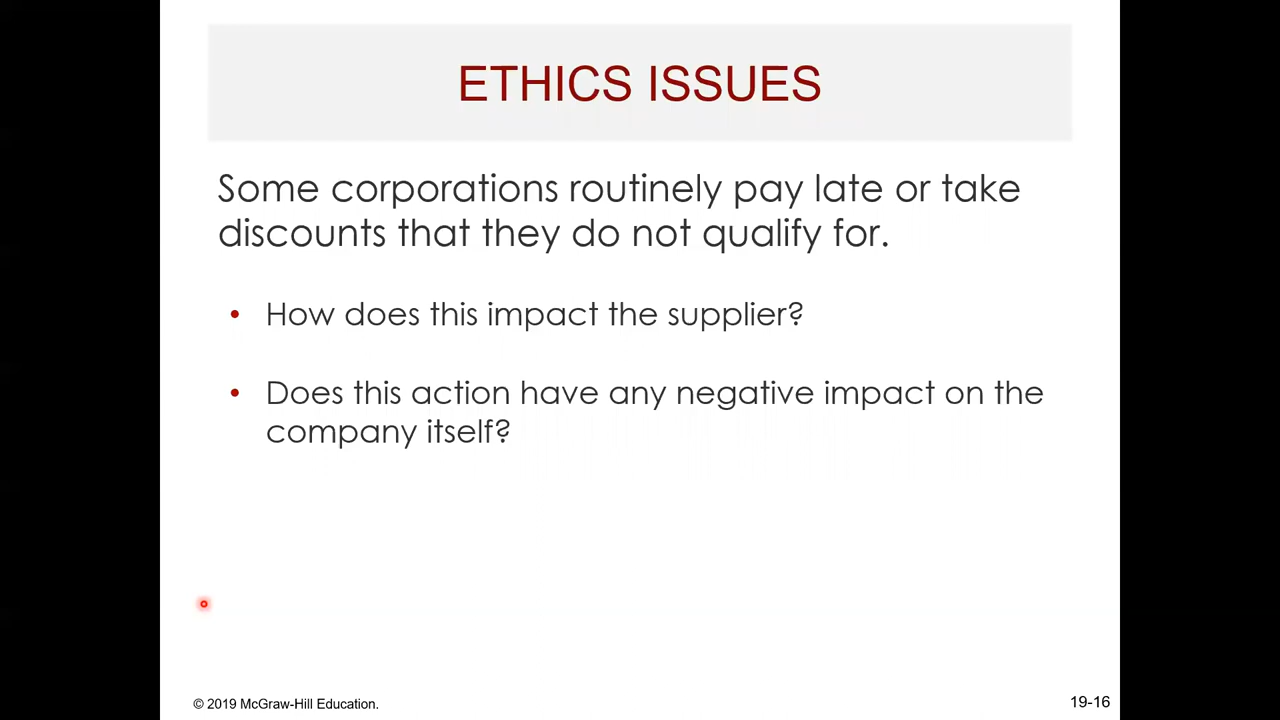 ETHICS ISSUES
Some corporations routinely pay late or take
discounts that they do not qualify for.
• How does this impact the supplier?
• Does this action have any negative impact on the
company itself?
© 2019 McGraw-Hill Education.
19-16